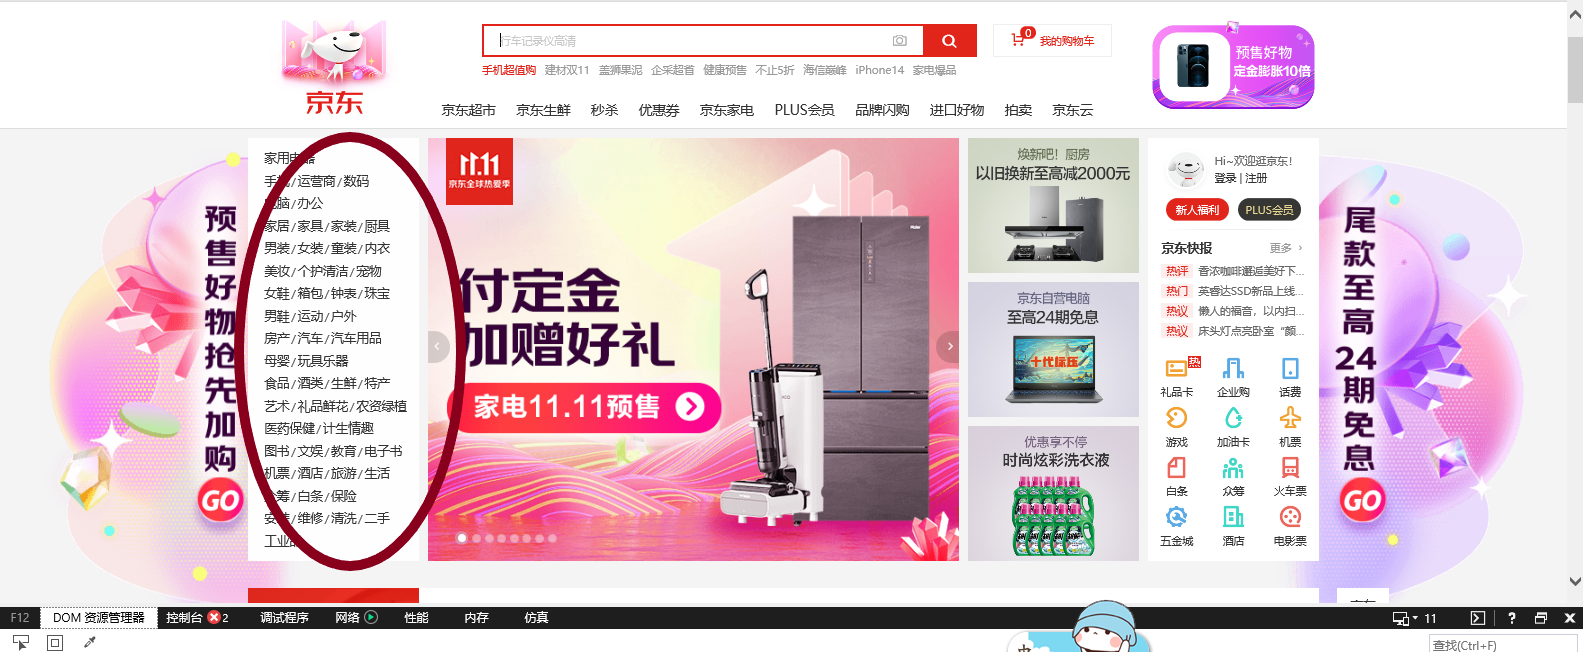 行车记录仪高清
0
我的购物车
预售好物
定金膨胀10倍
京东
手机超值购 建材双11 盖狮果泥 企采超省 健康预售 不止5折 海信巅峰 iPhone14 家电爆品
京东超市 京东生鲜 秒杀 优惠券 京东家电 PLUS会员 品牌闪购 进口好物 拍卖 京东云
预售好物抢先加购
GO
家用电器
手机/运营商/数码
电脑/办公
家居/家具/家装/厨具
男装/女装/童装/内衣
美妆/个护清洁/宠物
女鞋/箱包/钟表/珠宝
男鞋/运动/户外
房产/汽车/汽车用品
母婴/玩具乐器
食品/酒类/生鲜/特产
艺术/礼品鲜花/农资绿植
医药保健/计生情趣
图书/文娱/教育/电子书
机票/酒店/旅游/生活
众筹/白条/保险
安装/维修/清洗/二手
工业品
11.11
京东全球热爱季
付定金
加赠好礼
家电11.11预售
Haier
焕新吧！厨房
以旧换新至高减2000元
京东自营电脑
至高24期免息
十代标压
优惠享不停
时尚炫彩洗衣液
Hi~欢迎逛京东!
登录 | 注册
新人福利 PLUS会员
京东快报 更多
热评 香浓咖啡邂逅美好下...
热门 英睿达SSD新品上线...
热议 懒人的福音，以内扫...
热议 床头灯点亮卧室“颜...
热
礼品卡 企业购 话费
游戏 加油卡 机票
白条 众筹 火车票
五金城 酒店 电影票
尾款至高24期免息
GO
F12 DOM 资源管理器 控制台 2 调试程序 网络 性能 内存 仿真 11 ?
查找(Ctrl+F)